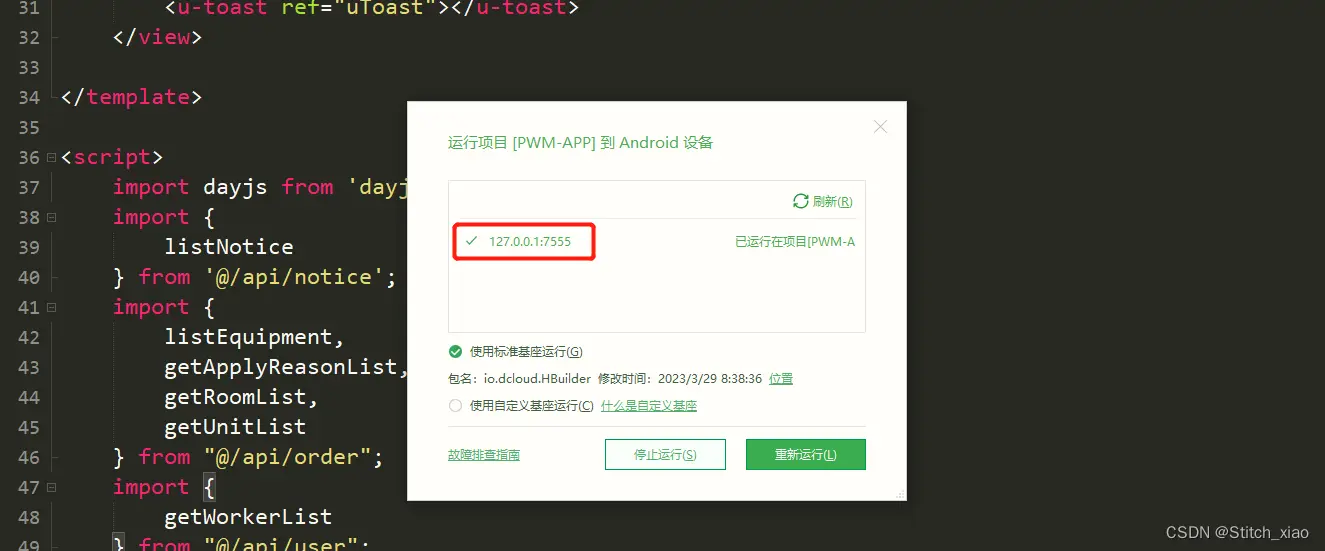 31 <u-toast ref="uToast"></u-toast>
32 </view>
33
34 </template>
35
36 <script>
37 import dayjs from 'dayj
38 import {
39 listNotice
40 } from '@/api/notice';
41 import {
42 listEquipment,
43 getApplyReasonList,
44 getRoomList,
45 getUnitList
46 } from "@/api/order";
47 import {
48 getWorkerList
49 } from "@/api/user";
运行项目 [PWM-APP] 到 Android 设备
刷新(R)
127.0.0.1:7555 已运行在项目[PWM-A
使用标准基座运行(G)
包名：io.dcloud.HBuilder 修改时间：2023/3/29 8:38:36 位置
使用自定义基座运行(C) 什么是自定义基座
故障排查指南 停止运行(S) 重新运行(L)
CSDN @Stitch_xiao